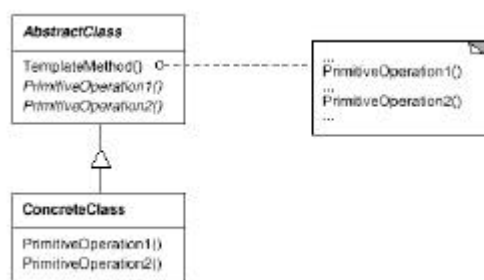 AbstractClass
TemplateMethod()
PrimitiveOperation1()
PrimitiveOperation2()
...
PrimitiveOperation1()
...
PrimitiveOperation2()
...
ConcreteClass
PrimitiveOperation1()
PrimitiveOperation2()